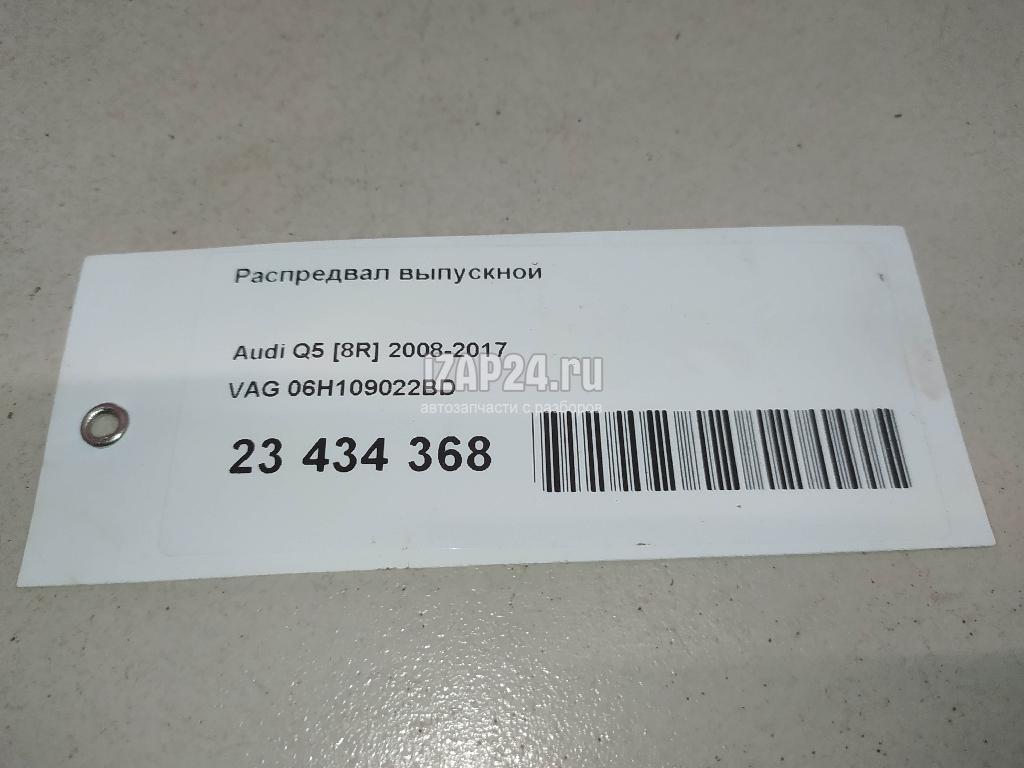 Распредвал выпускной
Audi Q5 [8R] 2008-2017
iZAP24.ru
VAG 06H109022BD
автозапчасти с разборов
23 434 368